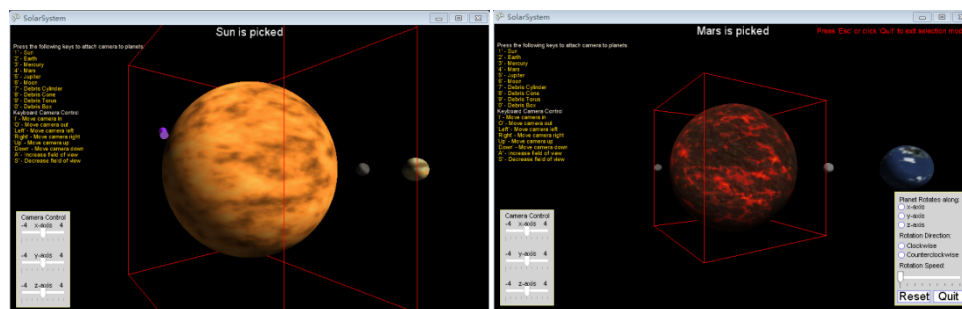 SolarSystem
Sun is picked
Press the following keys to attach camera to planets:
'1' - Sun
'2' - Earth
'3' - Mercury
'4' - Mars
'5' - Jupiter
'6' - Moon
'7' - Debris Cylinder
'8' - Debris Cone
'9' - Debris Torus
'0' - Debris Box
Keyboard Camera Control
'I' - Move camera in
'O' - Move camera out
'Left' - Move camera left
'Right' - Move camera right
'Up' - Move camera up
'Down' - Move camera down
'A' - Increase field of view
'S' - Decrease field of view
Camera Control
-4 x-axis 4
-4 y-axis 4
-4 z-axis 4
SolarSystem
Mars is picked
Press 'Esc' or click 'Quit' to exit selection mod
Press the following keys to attach camera to planets:
'1' - Sun
'2' - Earth
'3' - Mercury
'4' - Mars
'5' - Jupiter
'6' - Moon
'7' - Debris Cylinder
'8' - Debris Cone
'9' - Debris Torus
'0' - Debris Box
Keyboard Camera Control
'I' - Move camera in
'O' - Move camera out
'Left' - Move camera left
'Right' - Move camera right
'Up' - Move camera up
'Down' - Move camera down
'A' - Increase field of view
'S' - Decrease field of view
Camera Control
-4 x-axis 4
-4 y-axis 4
-4 z-axis 4
Planet Rotates along:
x-axis
y-axis
z-axis
Rotation Direction:
Clockwise
Counterclockwise
Rotation Speed:
Reset Quit